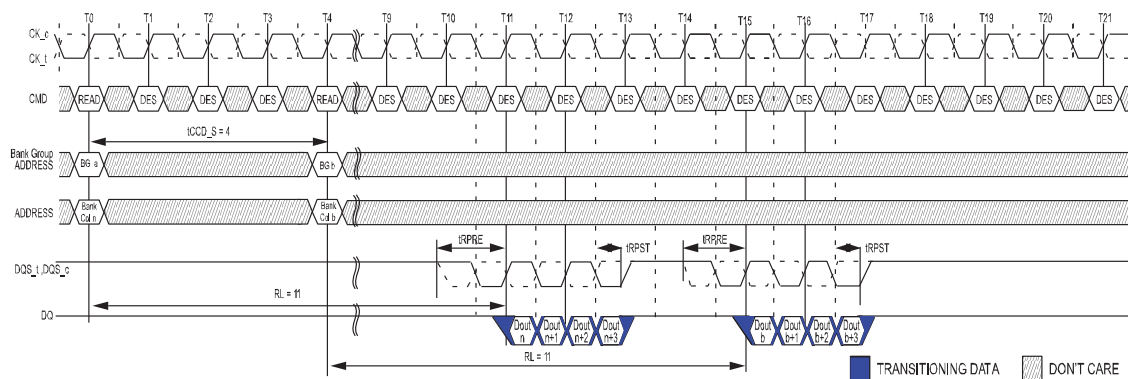 T0 T1 T2 T3 T4 T9 T10 T11 T12 T13 T14 T15 T16 T17 T18 T19 T20 T21
CK_c
CK_t
CMD READ DES DES DES READ DES DES DES DES DES DES DES DES DES DES DES DES DES
tCCD_S = 4
Bank Group
ADDRESS BG a BG b
ADDRESS Bank Col n Bank Col b
tRPRE tRPST tRPRE tRPST
DQS_t,DQS_c
RL = 11
DQ Dout n Dout n+1 Dout n+2 Dout n+3 Dout b Dout b+1 Dout b+2 Dout b+3
RL = 11
TRANSITIONING DATA DON'T CARE